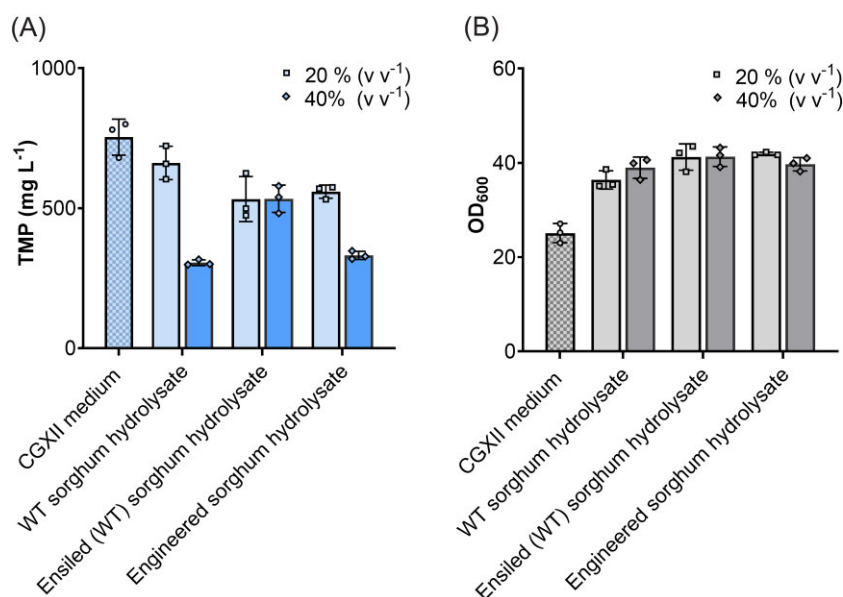 (A)
1000
500
0
TMP (mg L⁻¹)
20 % (v v⁻¹)
40% (v v⁻¹)
CGXII medium
WT sorghum hydrolysate
Ensiled (WT) sorghum hydrolysate
Engineered sorghum hydrolysate
(B)
60
40
20
0
OD₆₀₀
20 % (v v⁻¹)
40% (v v⁻¹)
CGXII medium
WT sorghum hydrolysate
Ensiled (WT) sorghum hydrolysate
Engineered sorghum hydrolysate